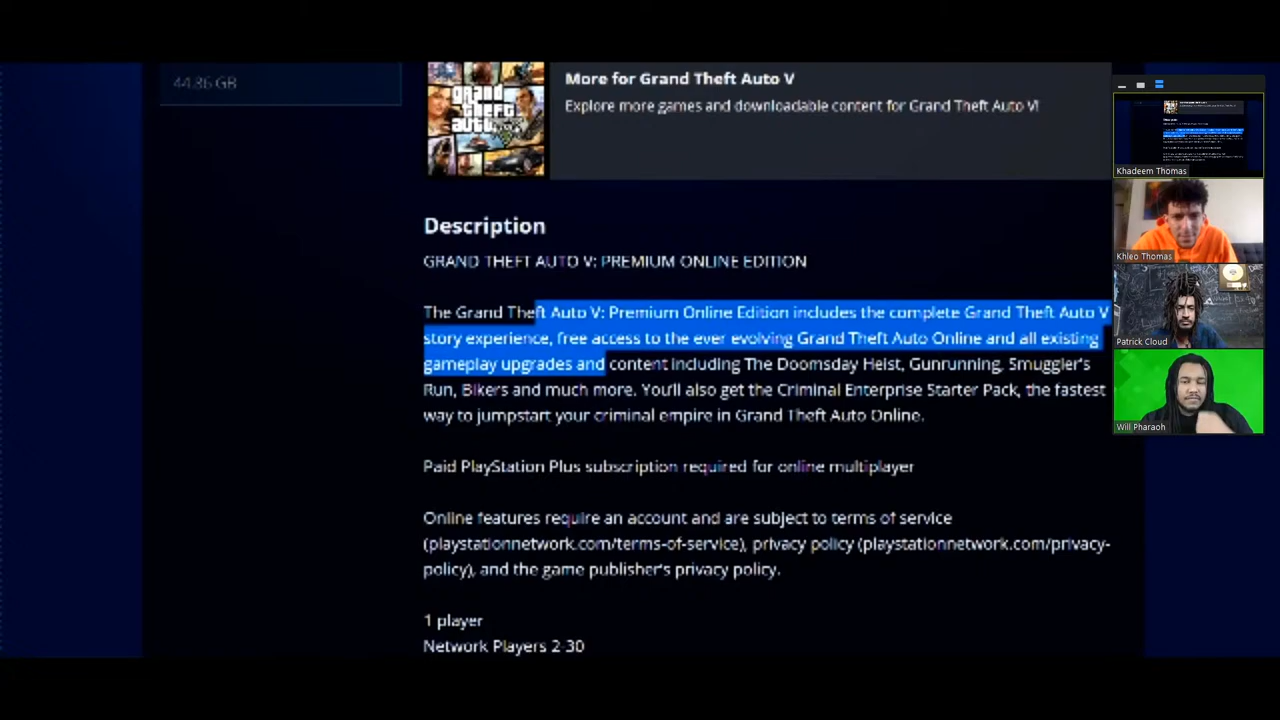 44.86 GB
grand
theft
auto
More for Grand Theft Auto V
Explore more games and downloadable content for Grand Theft Auto V!
Description
GRAND THEFT AUTO V: PREMIUM ONLINE EDITION
The Grand Theft Auto V: Premium Online Edition includes the complete Grand Theft Auto V
story experience, free access to the ever evolving Grand Theft Auto Online and all existing
gameplay upgrades and content including The Doomsday Heist, Gunrunning, Smuggler's
Run, Bikers and much more. You'll also get the Criminal Enterprise Starter Pack, the fastest
way to jumpstart your criminal empire in Grand Theft Auto Online.
Paid PlayStation Plus subscription required for online multiplayer
Online features require an account and are subject to terms of service
(playstationnetwork.com/terms-of-service), privacy policy (playstationnetwork.com/privacy-
policy), and the game publisher's privacy policy.
1 player
Network Players 2-30
Khadeem Thomas
Khleo Thomas
Patrick Cloud
Will Pharaoh